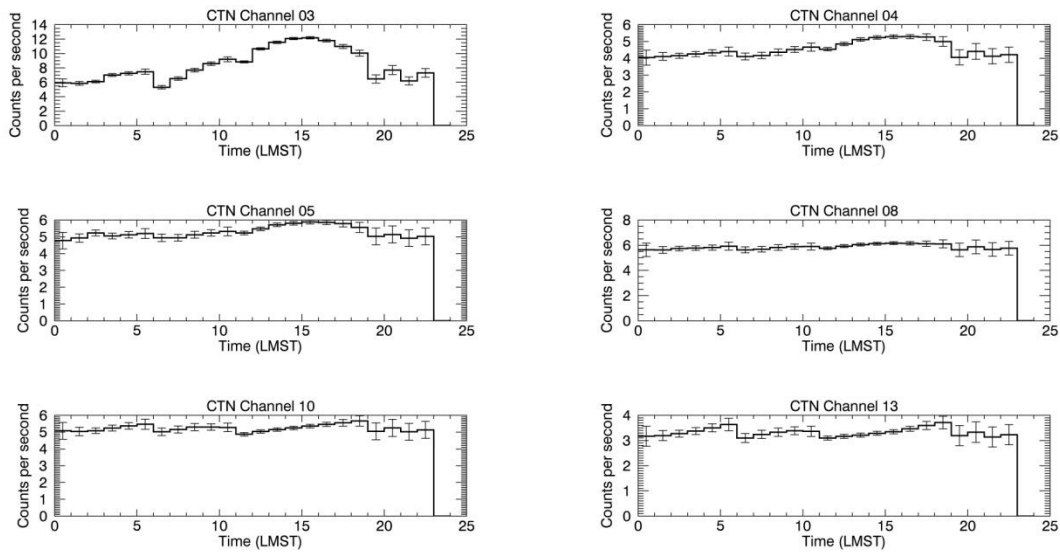 CTN Channel 03
Counts per second
14
12
10
8
6
4
2
0
0 5 10 15 20 25
Time (LMST)
CTN Channel 04
Counts per second
6
5
4
3
2
1
0
0 5 10 15 20 25
Time (LMST)
CTN Channel 05
Counts per second
6
5
4
3
2
1
0
0 5 10 15 20 25
Time (LMST)
CTN Channel 08
Counts per second
8
6
4
2
0
0 5 10 15 20 25
Time (LMST)
CTN Channel 10
Counts per second
6
5
4
3
2
1
0
0 5 10 15 20 25
Time (LMST)
CTN Channel 13
Counts per second
4
3
2
1
0
0 5 10 15 20 25
Time (LMST)